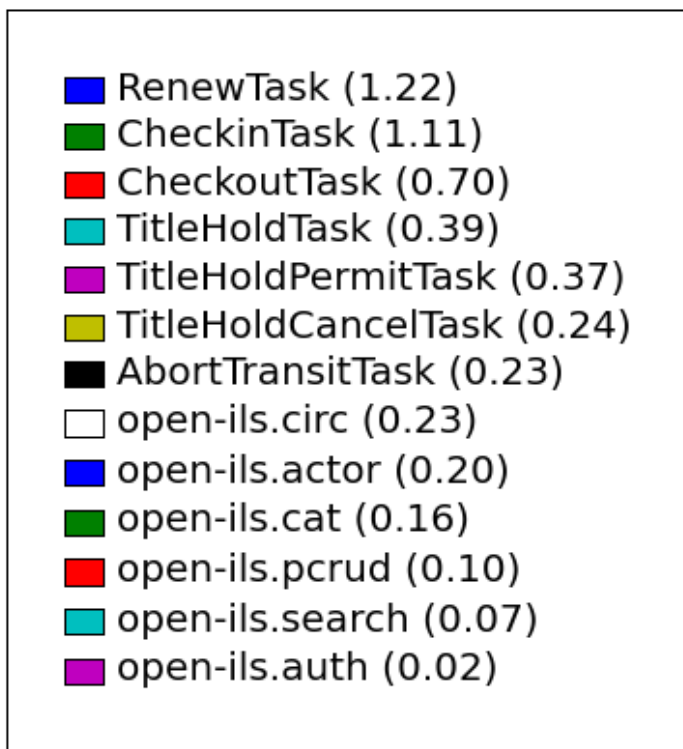 RenewTask (1.22)
CheckinTask (1.11)
CheckoutTask (0.70)
TitleHoldTask (0.39)
TitleHoldPermitTask (0.37)
TitleHoldCancelTask (0.24)
AbortTransitTask (0.23)
open-ils.circ (0.23)
open-ils.actor (0.20)
open-ils.cat (0.16)
open-ils.pcrud (0.10)
open-ils.search (0.07)
open-ils.auth (0.02)